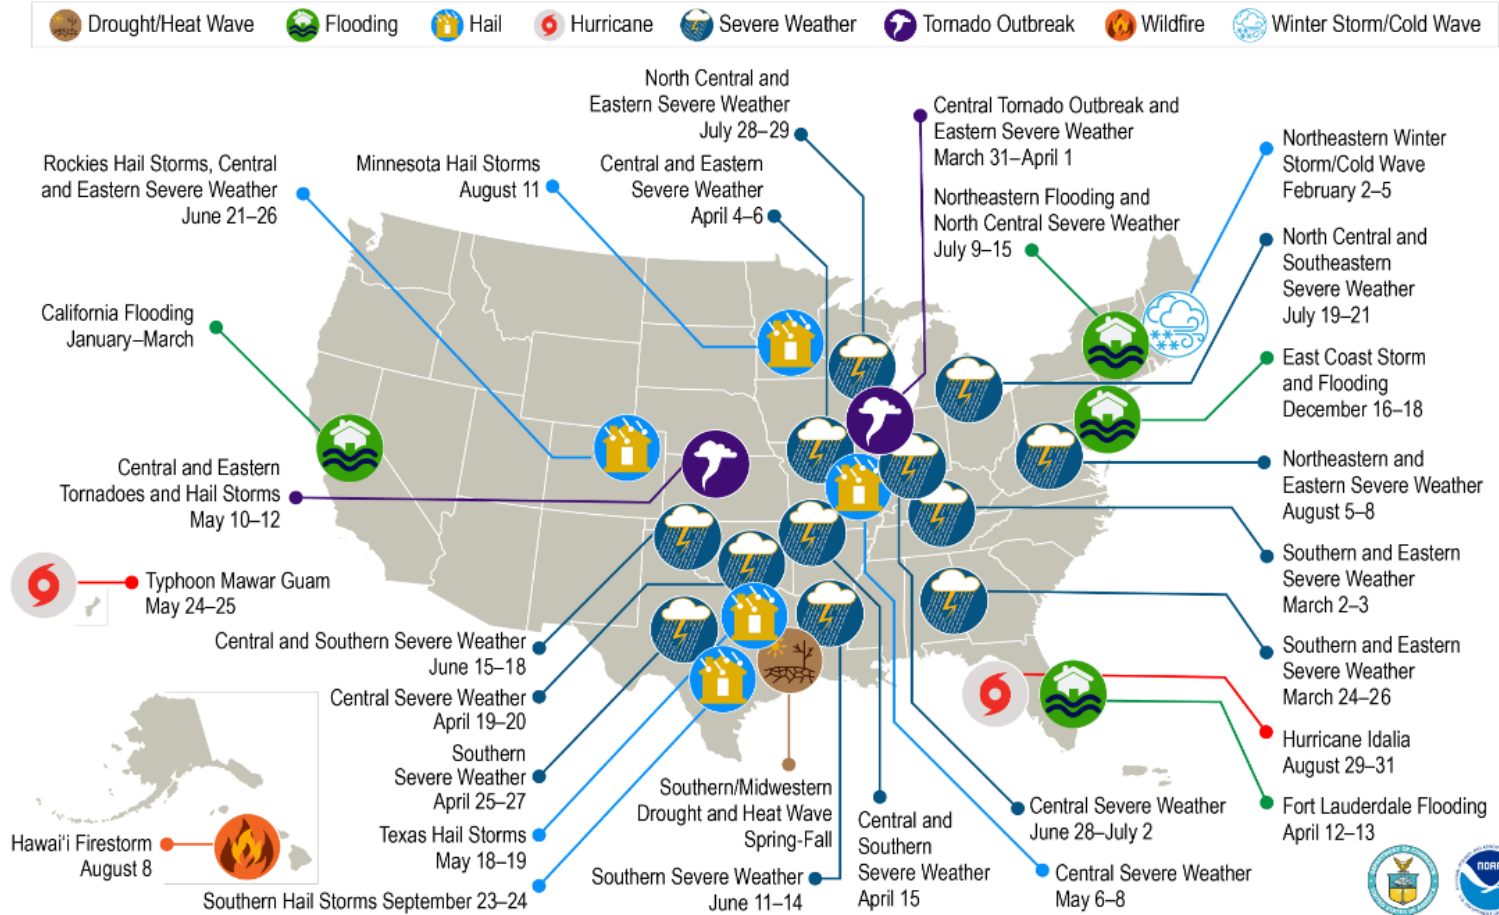 Drought/Heat Wave
Flooding
Hail
Hurricane
Severe Weather
Tornado Outbreak
Wildfire
Winter Storm/Cold Wave
North Central and
Eastern Severe Weather
July 28–29
Central Tornado Outbreak and
Eastern Severe Weather
March 31–April 1
Northeastern Winter
Storm/Cold Wave
February 2–5
Rockies Hail Storms, Central
and Eastern Severe Weather
June 21–26
Minnesota Hail Storms
August 11
Central and Eastern
Severe Weather
April 4–6
Northeastern Flooding and
North Central Severe Weather
July 9–15
North Central and
Southeastern
Severe Weather
July 19–21
California Flooding
January–March
East Coast Storm
and Flooding
December 16–18
Central and Eastern
Tornadoes and Hail Storms
May 10–12
Northeastern and
Eastern Severe Weather
August 5–8
Typhoon Mawar Guam
May 24–25
Southern and Eastern
Severe Weather
March 2–3
Central and Southern Severe Weather
June 15–18
Southern and Eastern
Severe Weather
March 24–26
Central Severe Weather
April 19–20
Hurricane Idalia
August 29–31
Southern
Severe Weather
April 25–27
Southern/Midwestern
Drought and Heat Wave
Spring-Fall
Central Severe Weather
June 28–July 2
Fort Lauderdale Flooding
April 12–13
Hawai‘i Firestorm
August 8
Texas Hail Storms
May 18–19
Central and
Southern
Severe Weather
April 15
Southern Hail Storms September 23–24
Southern Severe Weather
June 11–14
Central Severe Weather
May 6–8